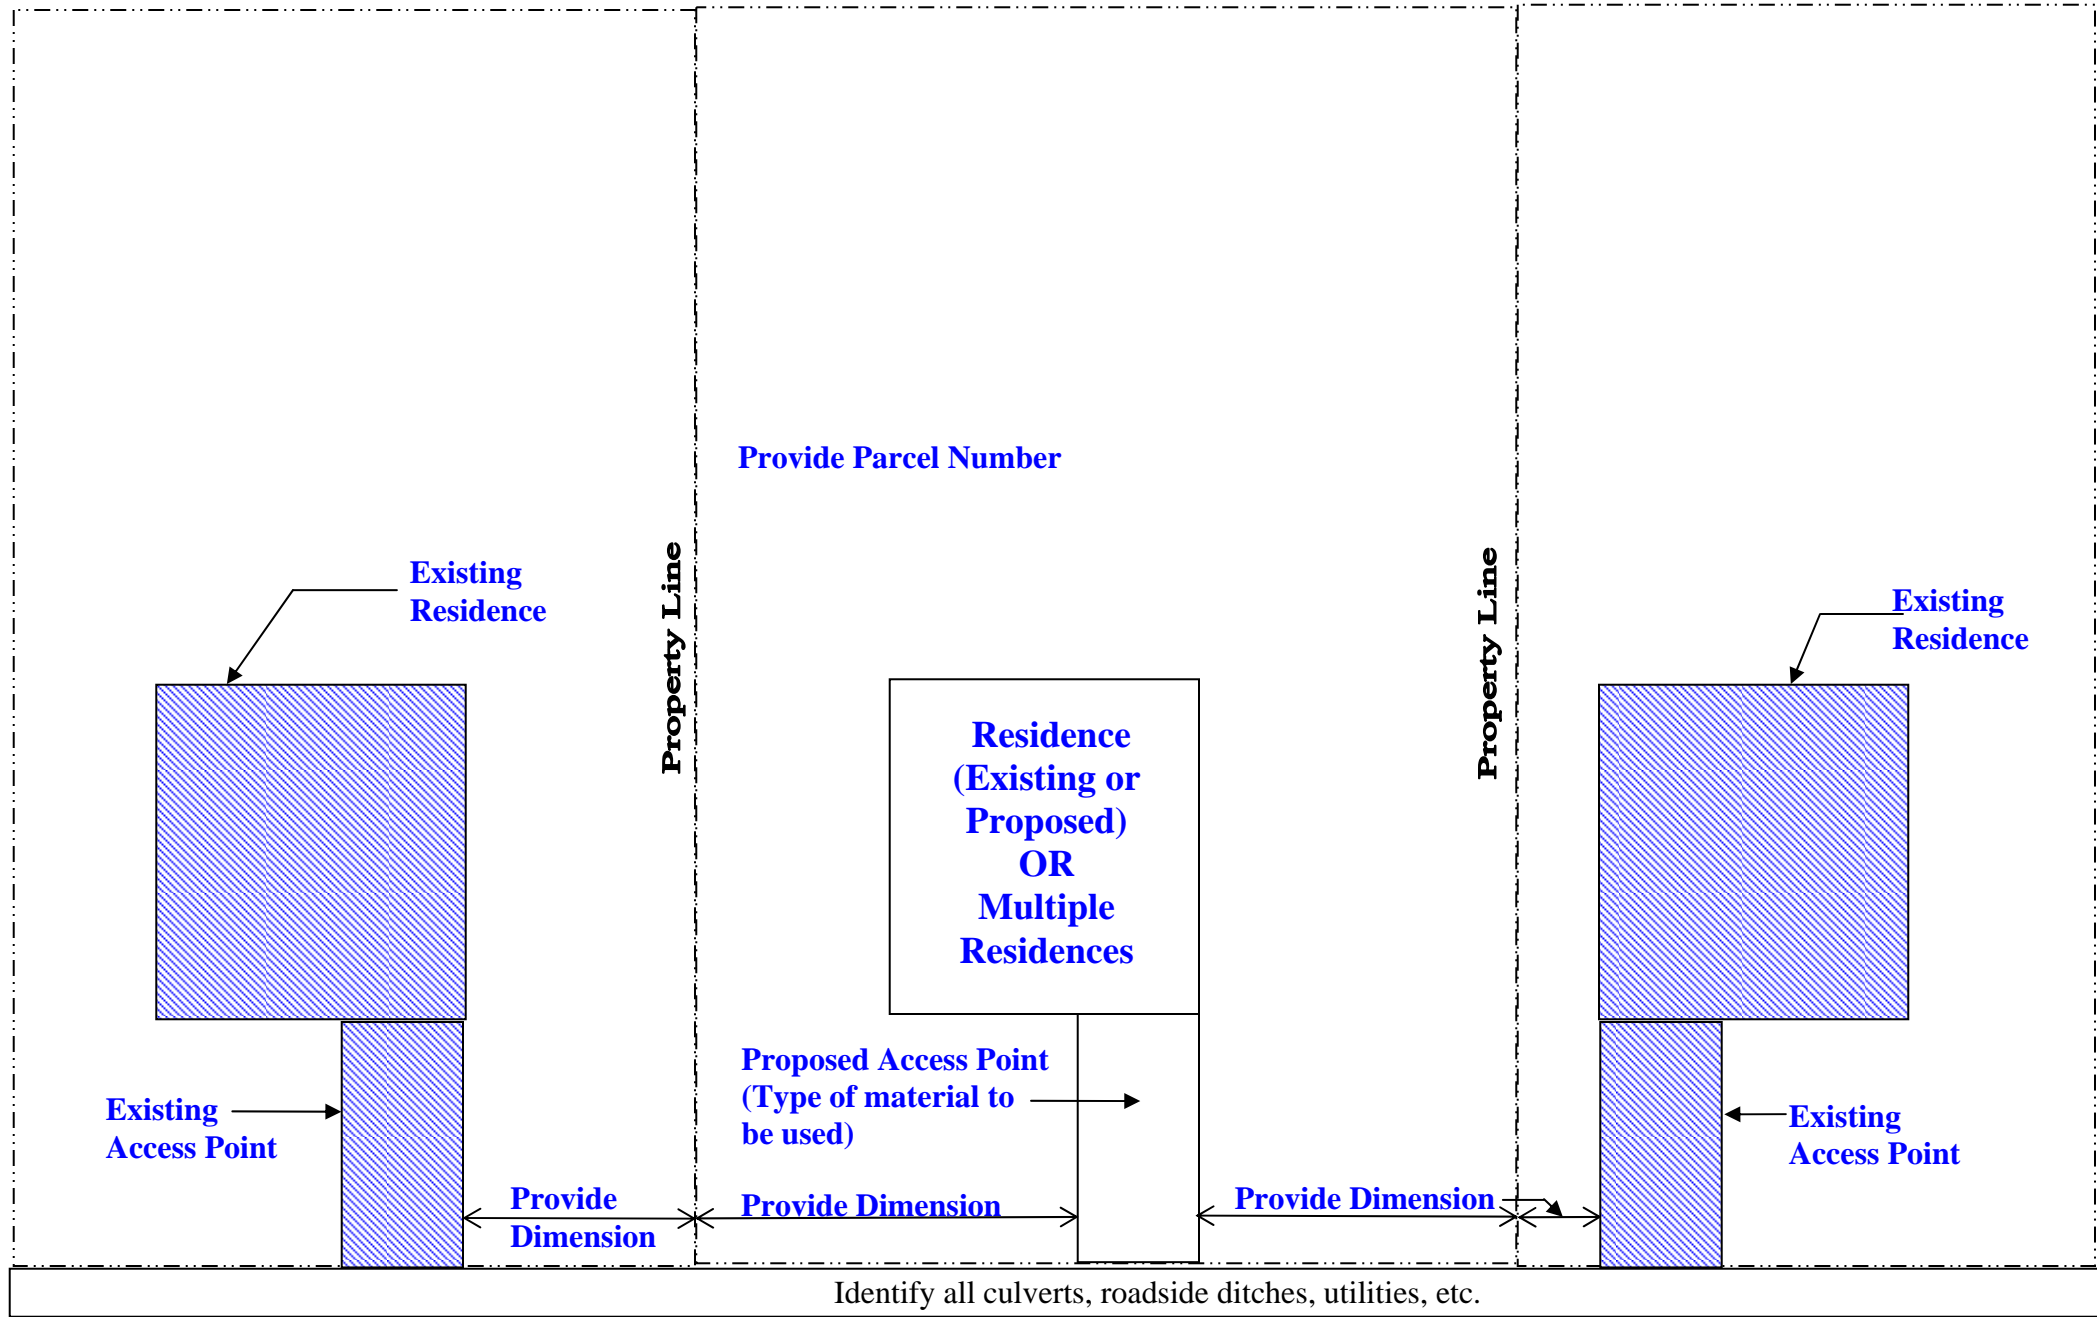 Provide Parcel Number
Existing
Residence
Property Line
Property Line
Existing
Residence
Residence
(Existing or
Proposed)
OR
Multiple
Residences
Existing
Access Point
Proposed Access Point
(Type of material to
be used)
Existing
Access Point
Provide
Dimension
Provide Dimension
Provide Dimension
Identify all culverts, roadside ditches, utilities, etc.